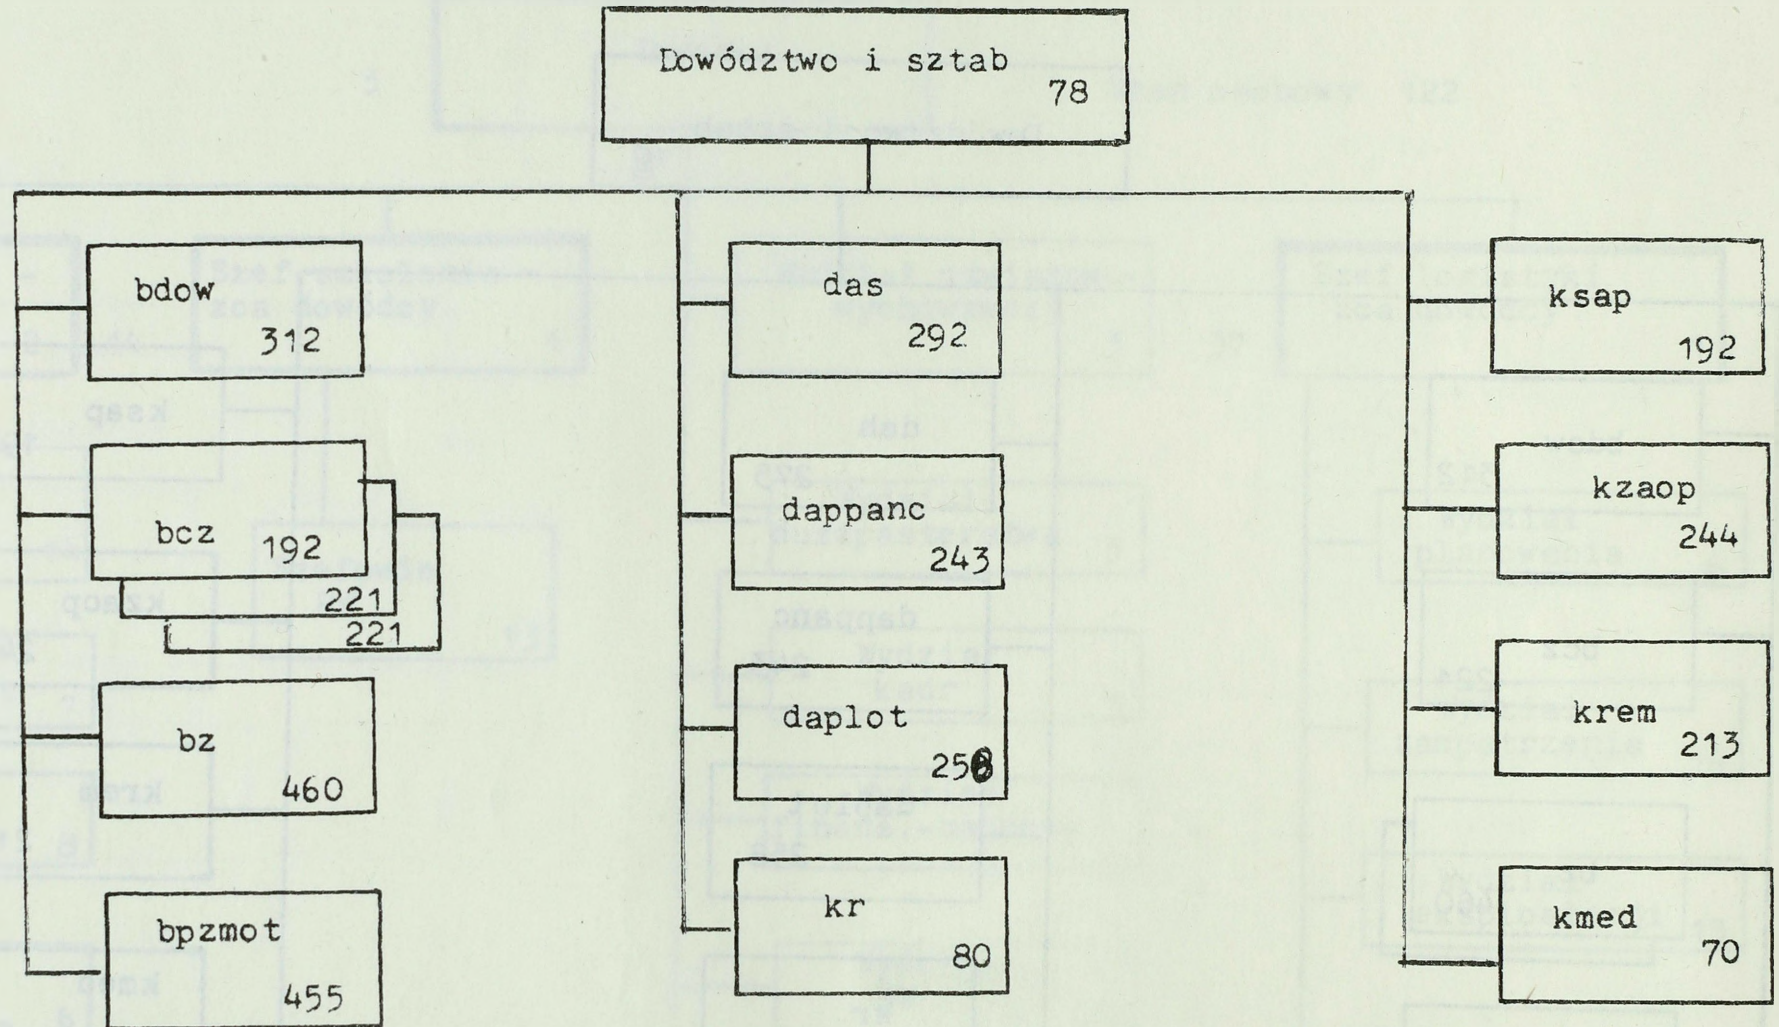 Dowództwo i sztab
78
bdow
312
bcz 192
221
221
bz
460
bpzmot
455
das
292
dappanc
243
daplot
258
kr
80
ksap
192
kzaop
244
krem
213
kmed
70